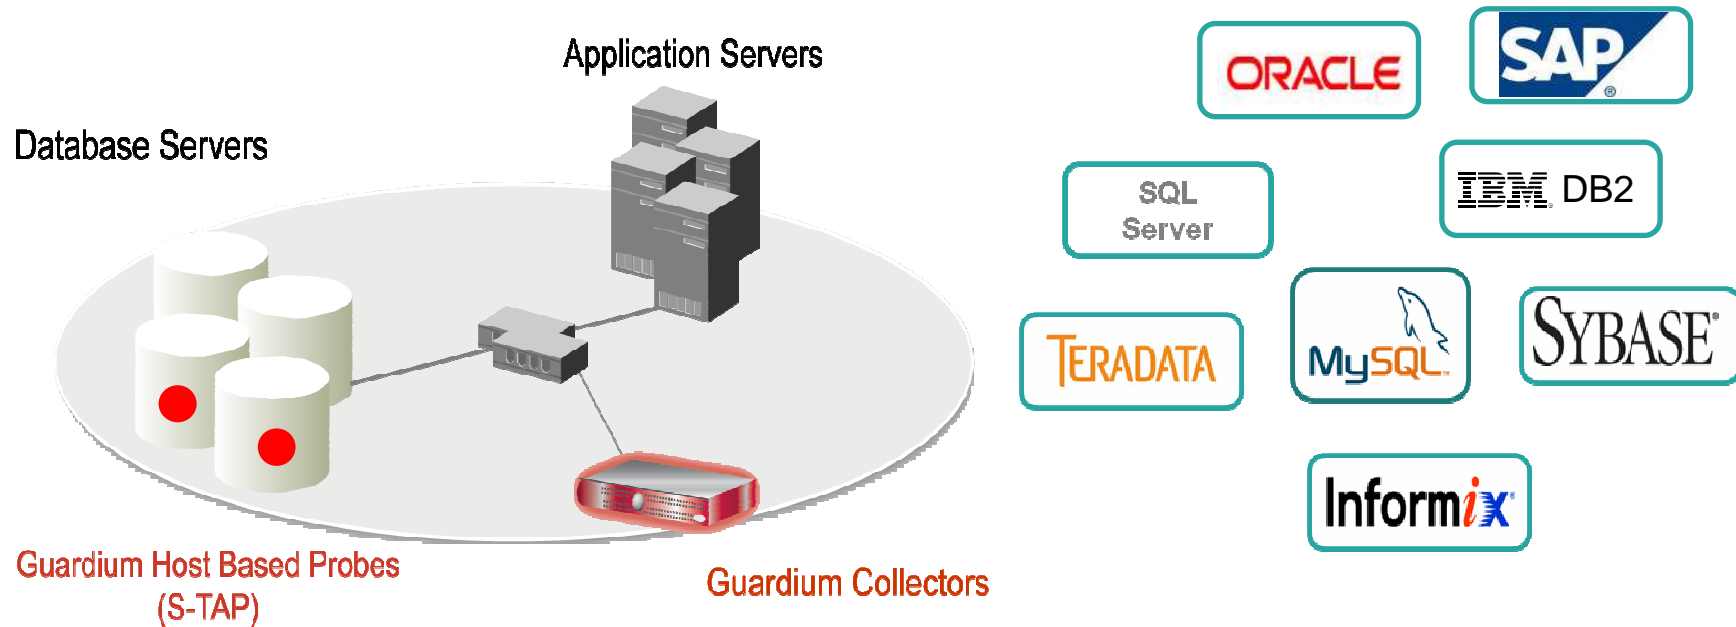 Application Servers
Database Servers
Guardium Host Based Probes
(S-TAP)
Guardium Collectors
ORACLE
SAP ®
SQL
Server
IBM® DB2
TERADATA
MySQL™
SYBASE®
Informix®